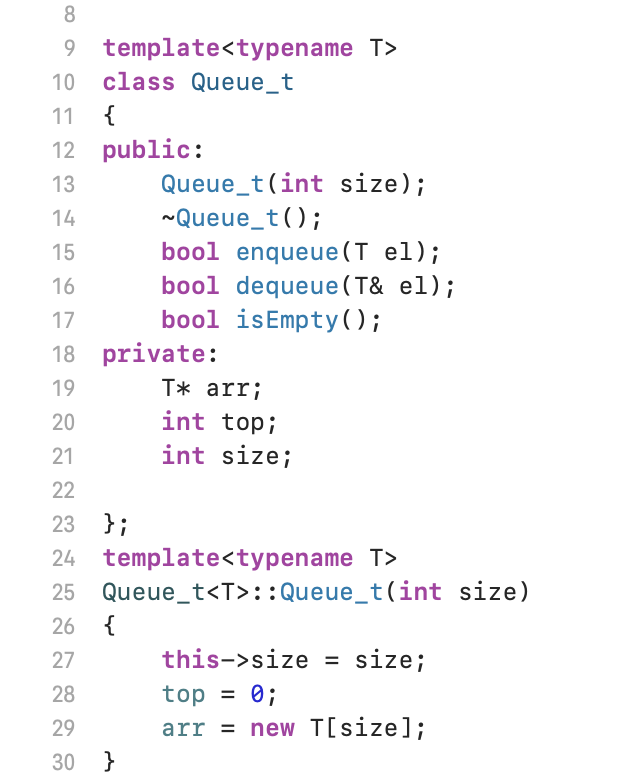 8
9 template<typename T>
10 class Queue_t
11 {
12 public:
13     Queue_t(int size);
14     ~Queue_t();
15     bool enqueue(T el);
16     bool dequeue(T& el);
17     bool isEmpty();
18 private:
19     T* arr;
20     int top;
21     int size;
22
23 };
24 template<typename T>
25 Queue_t<T>::Queue_t(int size)
26 {
27     this->size = size;
28     top = 0;
29     arr = new T[size];
30 }